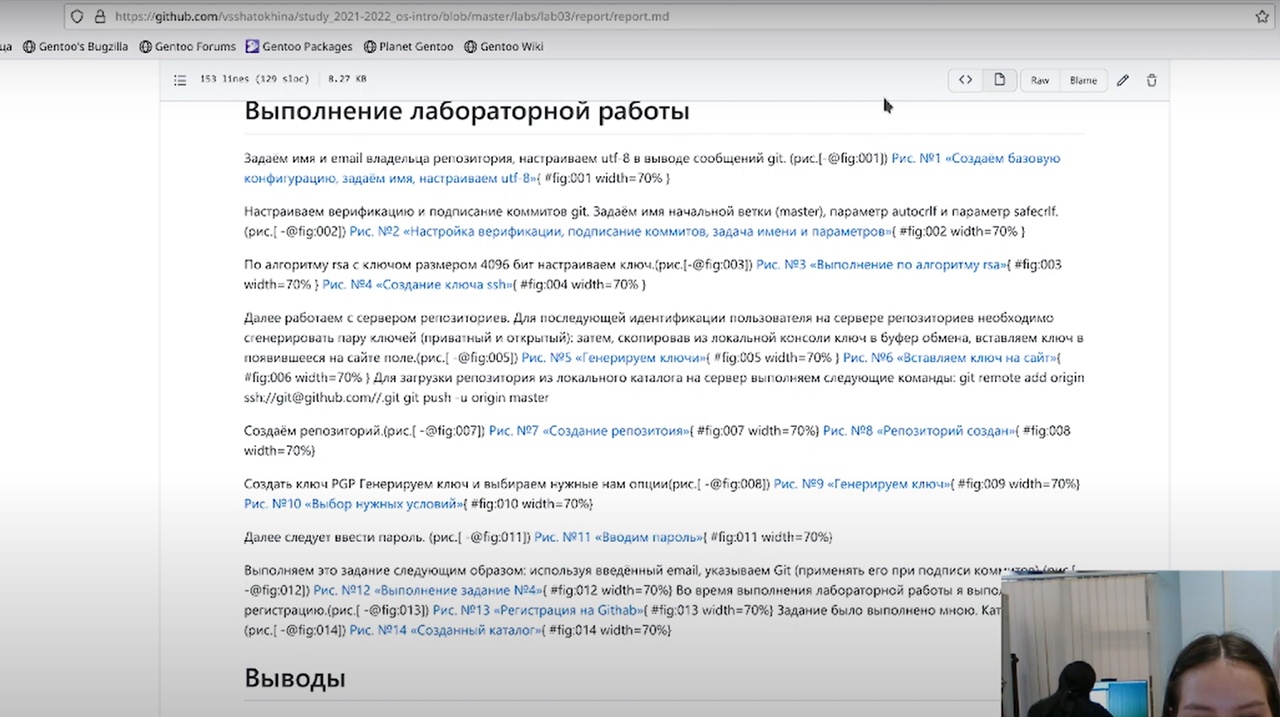 https://github.com/vsshatokhina/study_2021-2022_os-intro/blob/master/labs/lab03/report/report.md
ца Gentoo's Bugzilla Gentoo Forums Gentoo Packages Planet Gentoo Gentoo Wiki
153 lines (129 sloc) 8.27 KB Raw Blame
Выполнение лабораторной работы
Задаём имя и email владельца репозитория, настраиваем utf-8 в выводе сообщений git. (рис.[-@fig:001]) Рис. №1 «Создаём базовую
конфигурацию, задаём имя, настраиваем utf-8»{ #fig:001 width=70% }
Настраиваем верификацию и подписание коммитов git. Задаём имя начальной ветки (master), параметр autocrlf и параметр safecrlf.
(рис.[ -@fig:002]) Рис. №2 «Настройка верификации, подписание коммитов, задача имени и параметров»{ #fig:002 width=70% }
По алгоритму rsa с ключом размером 4096 бит настраиваем ключ.(рис.[-@fig:003]) Рис. №3 «Выполнение по алгоритму rsa»{ #fig:003
width=70% } Рис. №4 «Создание ключа ssh»{ #fig:004 width=70% }
Далее работаем с сервером репозиториев. Для последующей идентификации пользователя на сервере репозиториев необходимо
сгенерировать пару ключей (приватный и открытый): затем, скопировав из локальной консоли ключ в буфер обмена, вставляем ключ в
появившееся на сайте поле.(рис.[ -@fig:005]) Рис. №5 «Генерируем ключи»{ #fig:005 width=70% } Рис. №6 «Вставляем ключ на сайт»{
#fig:006 width=70% } Для загрузки репозитория из локального каталога на сервер выполняем следующие команды: git remote add origin
ssh://git@github.com//.git git push -u origin master
Создаём репозиторий.(рис.[ -@fig:007]) Рис. №7 «Создание репозитоия»{ #fig:007 width=70%} Рис. №8 «Репозиторий создан»{ #fig:008
width=70%}
Создать ключ PGP Генерируем ключ и выбираем нужные нам опции(рис.[ -@fig:008]) Рис. №9 «Генерируем ключ»{ #fig:009 width=70%}
Рис. №10 «Выбор нужных условий»{ #fig:010 width=70%}
Далее следует ввести пароль. (рис.[ -@fig:011]) Рис. №11 «Вводим пароль»{ #fig:011 width=70%}
Выполняем это задание следующим образом: используя введённый email, указываем Git (применять его при подписи коммитов).(рис.[
-@fig:012]) Рис. №12 «Выполнение задание №4»{ #fig:012 width=70%} Во время выполнения лабораторной работы я выпо
регистрацию.(рис.[ -@fig:013]) Рис. №13 «Регистрация на Githab»{ #fig:013 width=70%} Задание было выполнено мною. Кат
(рис.[ -@fig:014]) Рис. №14 «Созданный каталог»{ #fig:014 width=70%}
Выводы